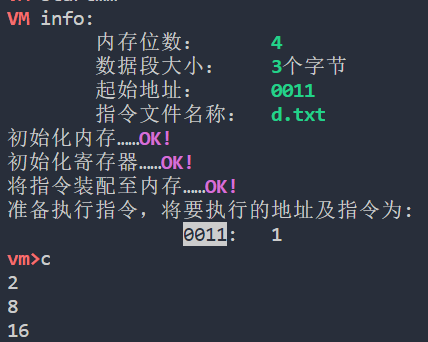 VM info:
内存位数： 4
数据段大小： 3个字节
起始地址： 0011
指令文件名称： d.txt
初始化内存……OK!
初始化寄存器……OK!
将指令装配至内存……OK!
准备执行指令，将要执行的地址及指令为:
0011: 1
vm>c
2
8
16